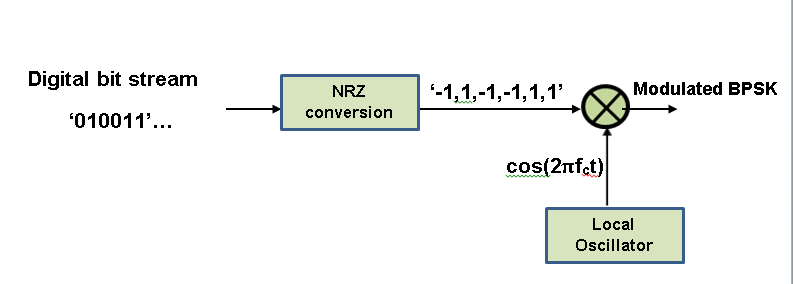 Digital bit stream
‘010011’...
NRZ
conversion
‘-1,1,-1,-1,1,1’
Modulated BPSK
cos(2πfct)
Local
Oscillator